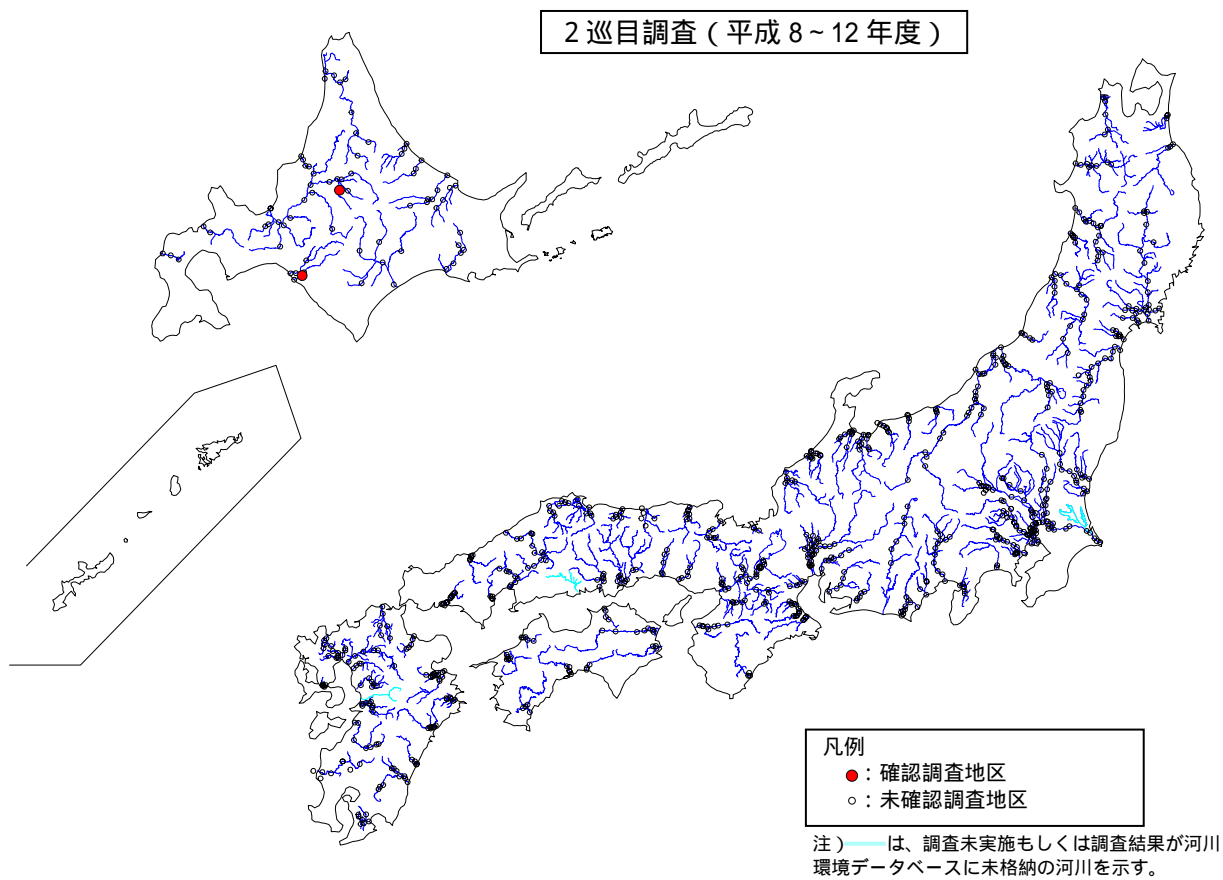 2巡目調査(平成8~12年度)
凡例
●:確認調査地区
○:未確認調査地区
注)━━は、調査未実施もしくは調査結果が河川
環境データベースに未格納の河川を示す。